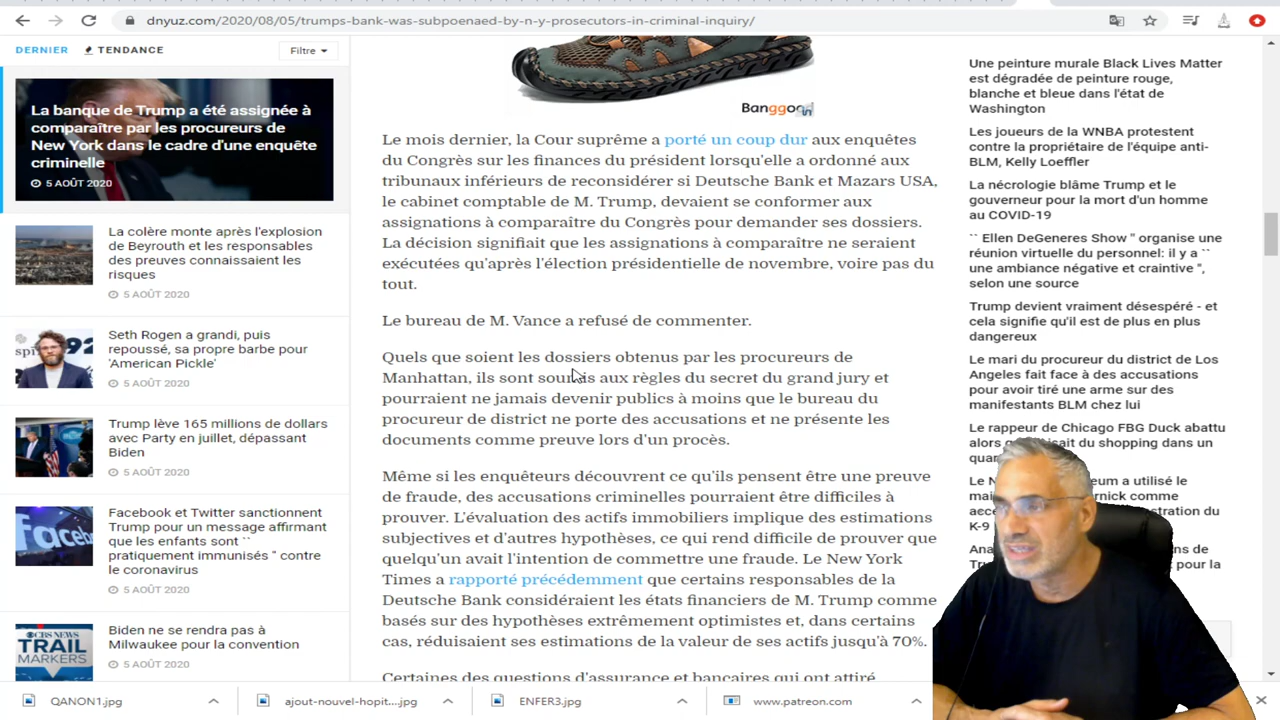 dnyuz.com/2020/08/05/trumps-bank-was-subpoenaed-by-n-y-prosecutors-in-criminal-inquiry/
DERNIER
TENDANCE
Filtre
La banque de Trump a été assignée à
comparaître par les procureurs de
New York dans le cadre d'une enquête
criminelle
5 AOÛT 2020
La colère monte après l'explosion
de Beyrouth et les responsables
des preuves connaissaient les
risques
5 AOÛT 2020
Seth Rogen a grandi, puis
repoussé, sa propre barbe pour
'American Pickle'
5 AOÛT 2020
Trump lève 165 millions de dollars
avec Party en juillet, dépassant
Biden
5 AOÛT 2020
Facebook et Twitter sanctionnent
Trump pour un message affirmant
que les enfants sont ``
pratiquement immunisés '' contre
le coronavirus
5 AOÛT 2020
CBS NEWS
TRAIL
MARKERS
Biden ne se rendra pas à
Milwaukee pour la convention
5 AOÛT 2020
Banggood
Le mois dernier, la Cour suprême a porté un coup dur aux enquêtes
du Congrès sur les finances du président lorsqu'elle a ordonné aux
tribunaux inférieurs de reconsidérer si Deutsche Bank et Mazars USA,
le cabinet comptable de M. Trump, devaient se conformer aux
assignations à comparaître du Congrès pour demander ses dossiers.
La décision signifiait que les assignations à comparaître ne seraient
exécutées qu'après l'élection présidentielle de novembre, voire pas du
tout.
Le bureau de M. Vance a refusé de commenter.
Quels que soient les dossiers obtenus par les procureurs de
Manhattan, ils sont soumis aux règles du secret du grand jury et
pourraient ne jamais devenir publics à moins que le bureau du
procureur de district ne porte des accusations et ne présente les
documents comme preuve lors d'un procès.
Même si les enquêteurs découvrent ce qu'ils pensent être une preuve
de fraude, des accusations criminelles pourraient être difficiles à
prouver. L'évaluation des actifs immobiliers implique des estimations
subjectives et d'autres hypothèses, ce qui rend difficile de prouver que
quelqu'un avait l'intention de commettre une fraude. Le New York
Times a rapporté précédemment que certains responsables de la
Deutsche Bank considéraient les états financiers de M. Trump comme
basés sur des hypothèses extrêmement optimistes et, dans certains
cas, réduisaient ses estimations de la valeur de ses actifs jusqu'à 70%.
Certaines des questions d'assurance et bancaires qui ont attiré
Une peinture murale Black Lives Matter
est dégradée de peinture rouge,
blanche et bleue dans l'état de
Washington
Les joueurs de la WNBA protestent
contre la propriétaire de l'équipe anti-
BLM, Kelly Loeffler
La nécrologie blâme Trump et le
gouverneur pour la mort d'un homme
au COVID-19
`` Ellen DeGeneres Show '' organise une
réunion virtuelle du personnel: il y a ``
une ambiance négative et craintive '',
selon une source
Trump devient vraiment désespéré - et
cela signifie qu'il est de plus en plus
dangereux
Le mari du procureur du district de Los
Angeles fait face à des accusations
pour avoir tiré une arme sur des
manifestants BLM chez lui
Le rappeur de Chicago FBG Duck abattu
alors du shopping dans un
Le
a utilisé le
comme
du
K-9
de
pour la
QANON1.jpg
ajout-nouvel-hopit...jpg
ENFER3.jpg
www.patreon.com